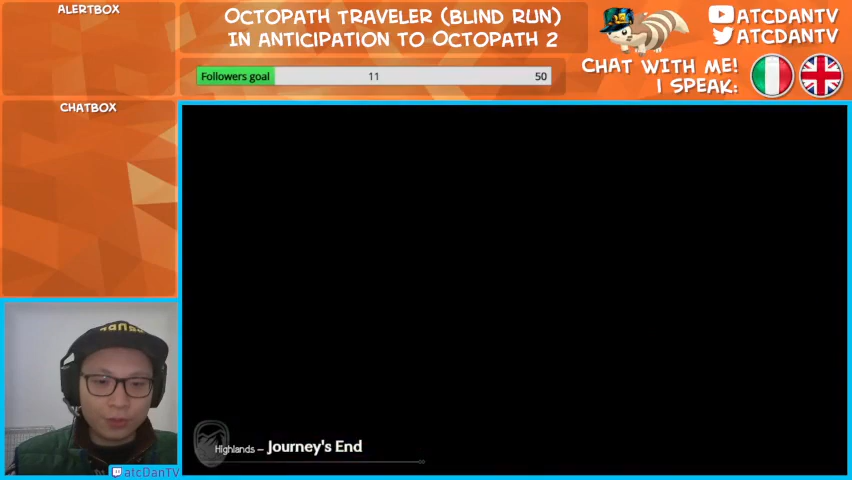 ALERTBOX
OCTOPATH TRAVELER (BLIND RUN)
IN ANTICIPATION TO OCTOPATH 2
ATCDANTV
ATCDANTV
Followers goal 11 50
CHAT WITH ME!
I SPEAK:
CHATBOX
Highlands – Journey's End
atcDanTV